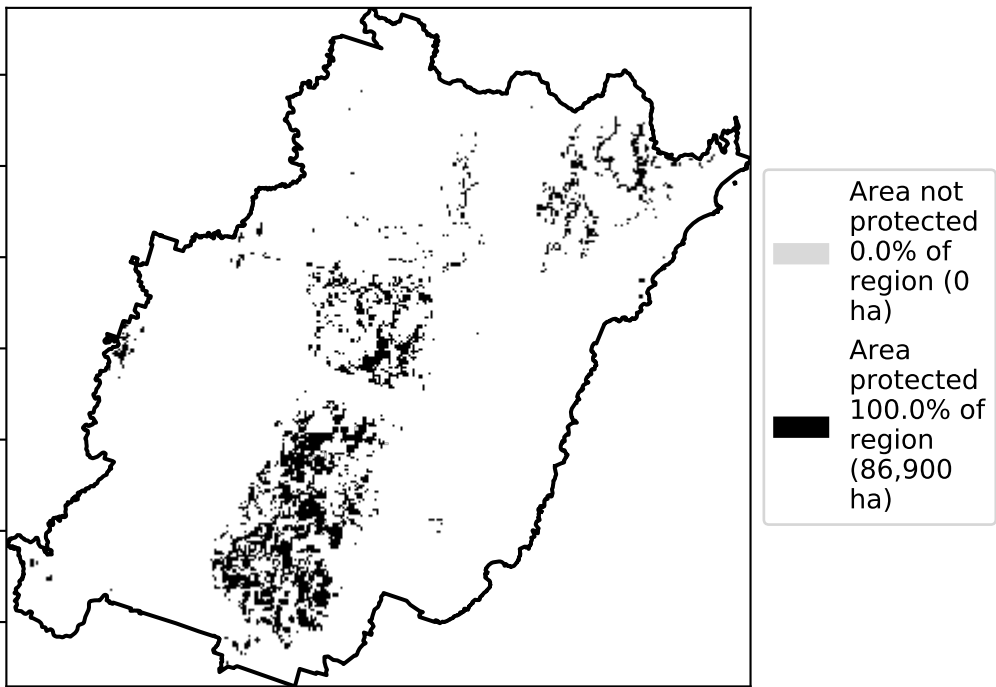 Area not
protected
0.0% of
region (0
ha)
Area
protected
100.0% of
region
(86,900
ha)